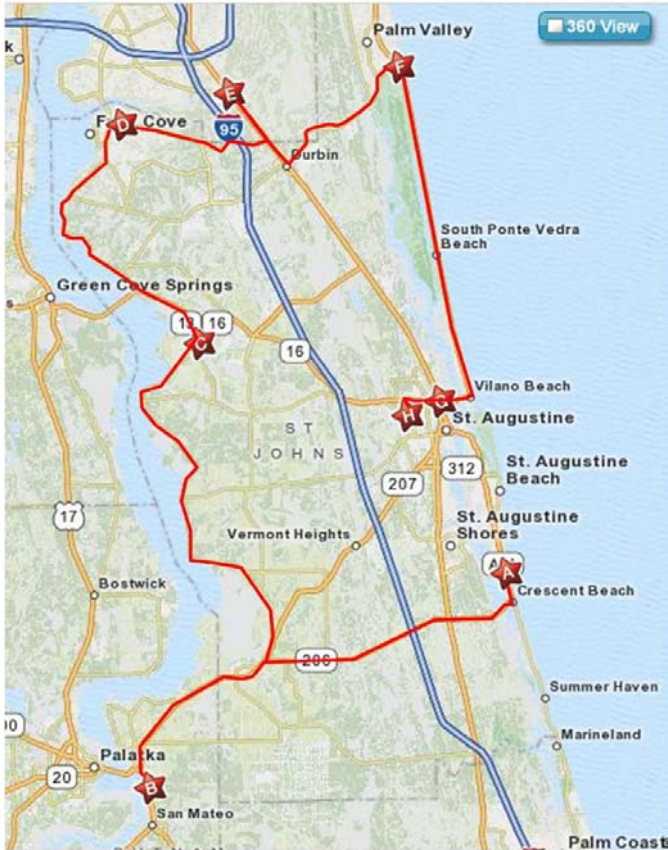 Palm Valley
360 View
k
E
F
D
F
Cove
95
Durbin
South Ponte Vedra
Beach
Green Cove Springs
s
13
16
C
16
Vilano Beach
G
H
St. Augustine
ST
JOHNS
312
207
St. Augustine
Beach
17
St. Augustine
Shores
Vermont Heights
A
Bostwick
Crescent Beach
206
Summer Haven
00
Marineland
Palatka
20
B
San Mateo
Palm Coast